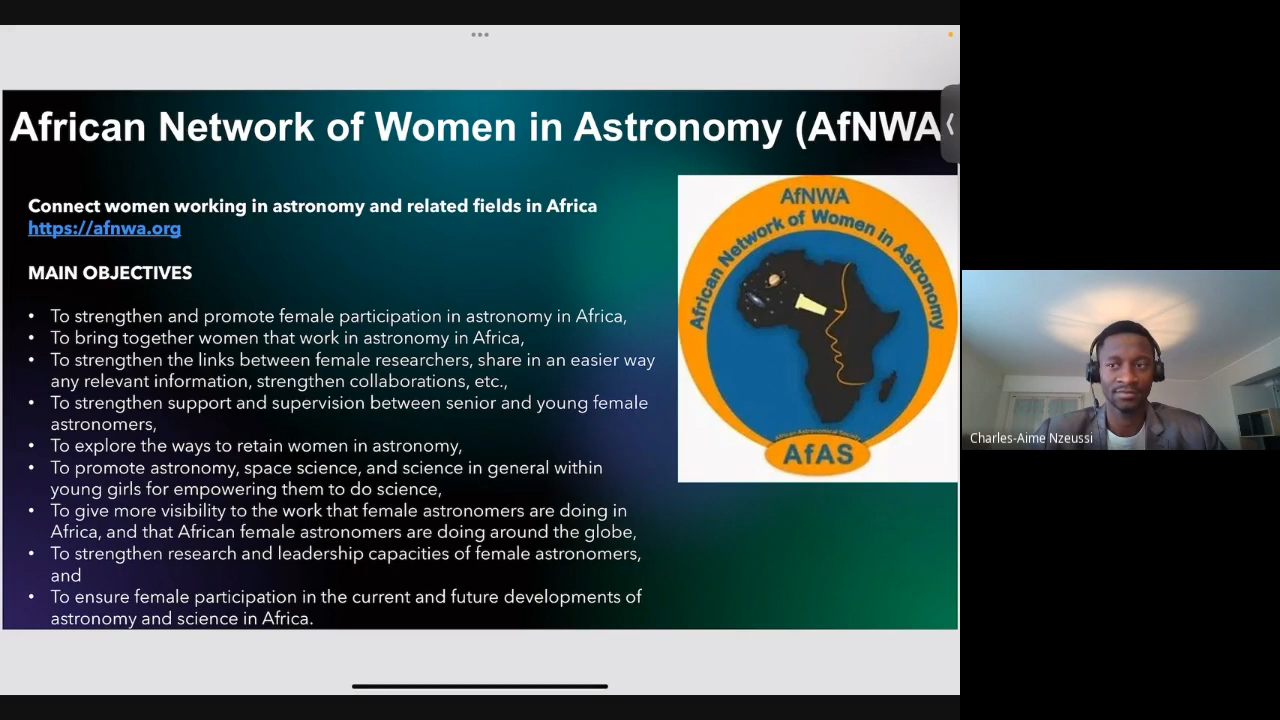 African Network of Women in Astronomy (AfNWA
Connect women working in astronomy and related fields in Africa
https://afnwa.org
MAIN OBJECTIVES
• To strengthen and promote female participation in astronomy in Africa,
• To bring together women that work in astronomy in Africa,
• To strengthen the links between female researchers, share in an easier way
any relevant information, strengthen collaborations, etc.,
• To strengthen support and supervision between senior and young female
astronomers,
• To explore the ways to retain women in astronomy,
• To promote astronomy, space science, and science in general within
young girls for empowering them to do science,
• To give more visibility to the work that female astronomers are doing in
Africa, and that African female astronomers are doing around the globe,
• To strengthen research and leadership capacities of female astronomers,
and
• To ensure female participation in the current and future developments of
astronomy and science in Africa.
AfNWA
African Network of Women in Astronomy
African Astronomical Society
AfAS
Charles-Aime Nzeussi